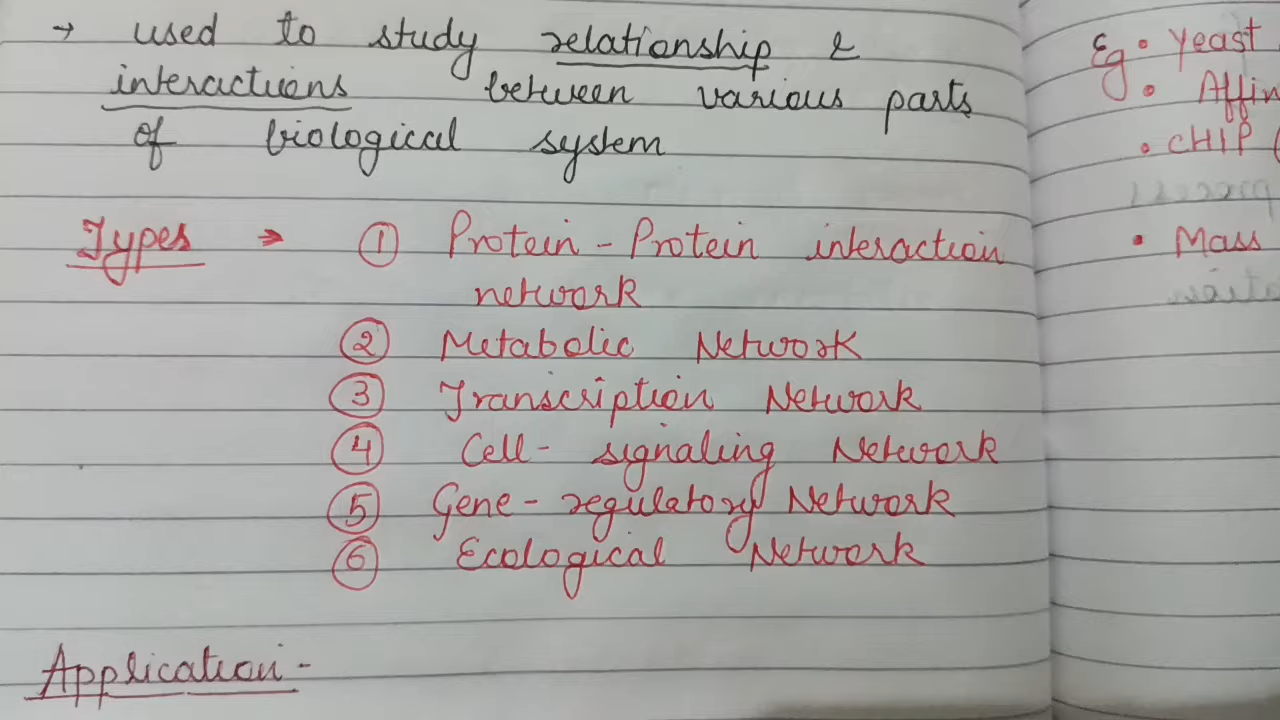 → used to study relationship &
interactions between various parts
of biological system
Types → ① Protein - Protein interaction
network
② Metabolic Network
③ Transcription Network
④ Cell - signaling Network
⑤ Gene - regulatory Network
⑥ Ecological Network
Application -
Eg • Yeast
• Affin
• CHIP (
• Mass